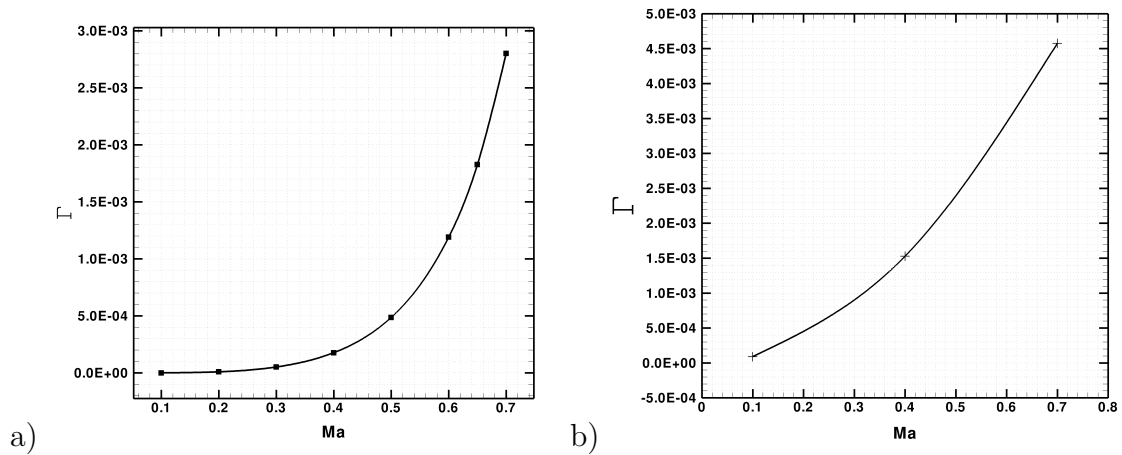 3.0E-03
2.5E-03
2.0E-03
1.5E-03
1.0E-03
5.0E-04
0.0E+00
Γ
0.1 0.2 0.3 0.4 0.5 0.6 0.7
Ma
a)
5.0E-03
4.5E-03
4.0E-03
3.5E-03
3.0E-03
2.5E-03
2.0E-03
1.5E-03
1.0E-03
5.0E-04
0.0E+00
-5.0E-04
Γ
0 0.1 0.2 0.3 0.4 0.5 0.6 0.7 0.8
Ma
b)